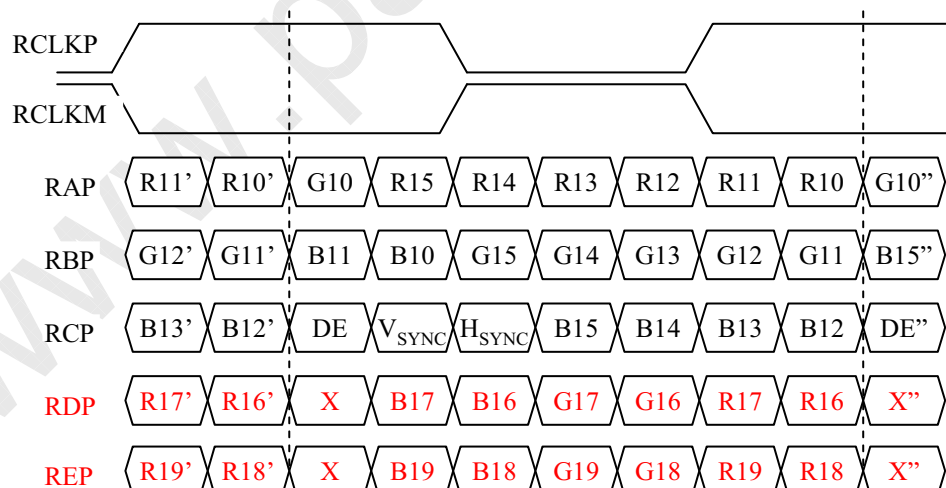 RCLKP
RCLKM
RAP R11’ R10’ G10 R15 R14 R13 R12 R11 R10 G10”
RBP G12’ G11’ B11 B10 G15 G14 G13 G12 G11 B15”
RCP B13’ B12’ DE VSYNC HSYNC B15 B14 B13 B12 DE”
RDP R17’ R16’ X B17 B16 G17 G16 R17 R16 X”
REP R19’ R18’ X B19 B18 G19 G18 R19 R18 X”
www.pa